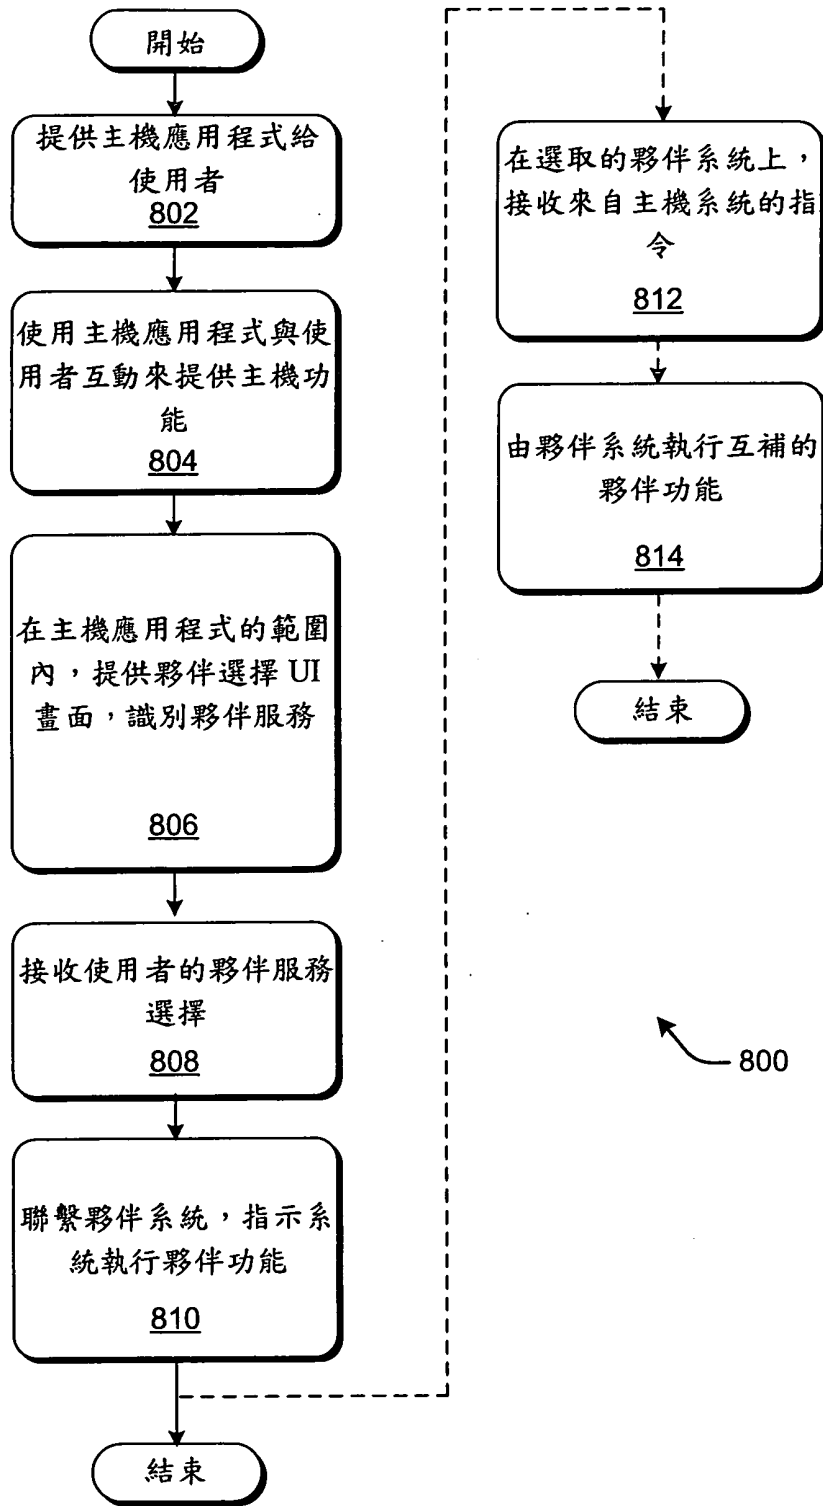 開始
提供主機應用程式給
使用者
802
使用主機應用程式與使
用者互動來提供主機功
能
804
在主機應用程式的範圍
內，提供夥伴選擇 UI
畫面，識別夥伴服務
806
接收使用者的夥伴服務
選擇
808
聯繫夥伴系統，指示系
統執行夥伴功能
810
結束
在選取的夥伴系統上，
接收來自主機系統的指
令
812
由夥伴系統執行互補的
夥伴功能
814
結束
800